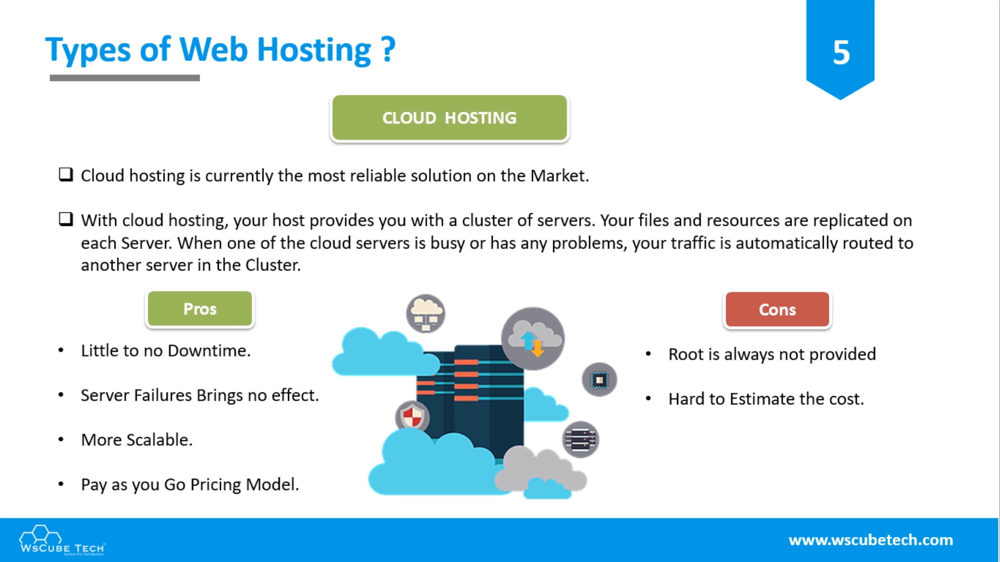 Types of Web Hosting ?
5
CLOUD HOSTING
Cloud hosting is currently the most reliable solution on the Market.
With cloud hosting, your host provides you with a cluster of servers. Your files and resources are replicated on
each Server. When one of the cloud servers is busy or has any problems, your traffic is automatically routed to
another server in the Cluster.
Pros
• Little to no Downtime.
• Server Failures Brings no effect.
• More Scalable.
• Pay as you Go Pricing Model.
Cons
• Root is always not provided
• Hard to Estimate the cost.
WsCube Tech
System For Satisfaction
www.wscubetech.com